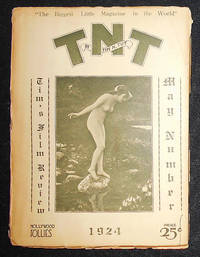 "The Biggest Little Magazine in the World"
TNT
Tim's Film Review
May Number
HOLLYWOOD
FOLLIES
1924
PRICE
25¢